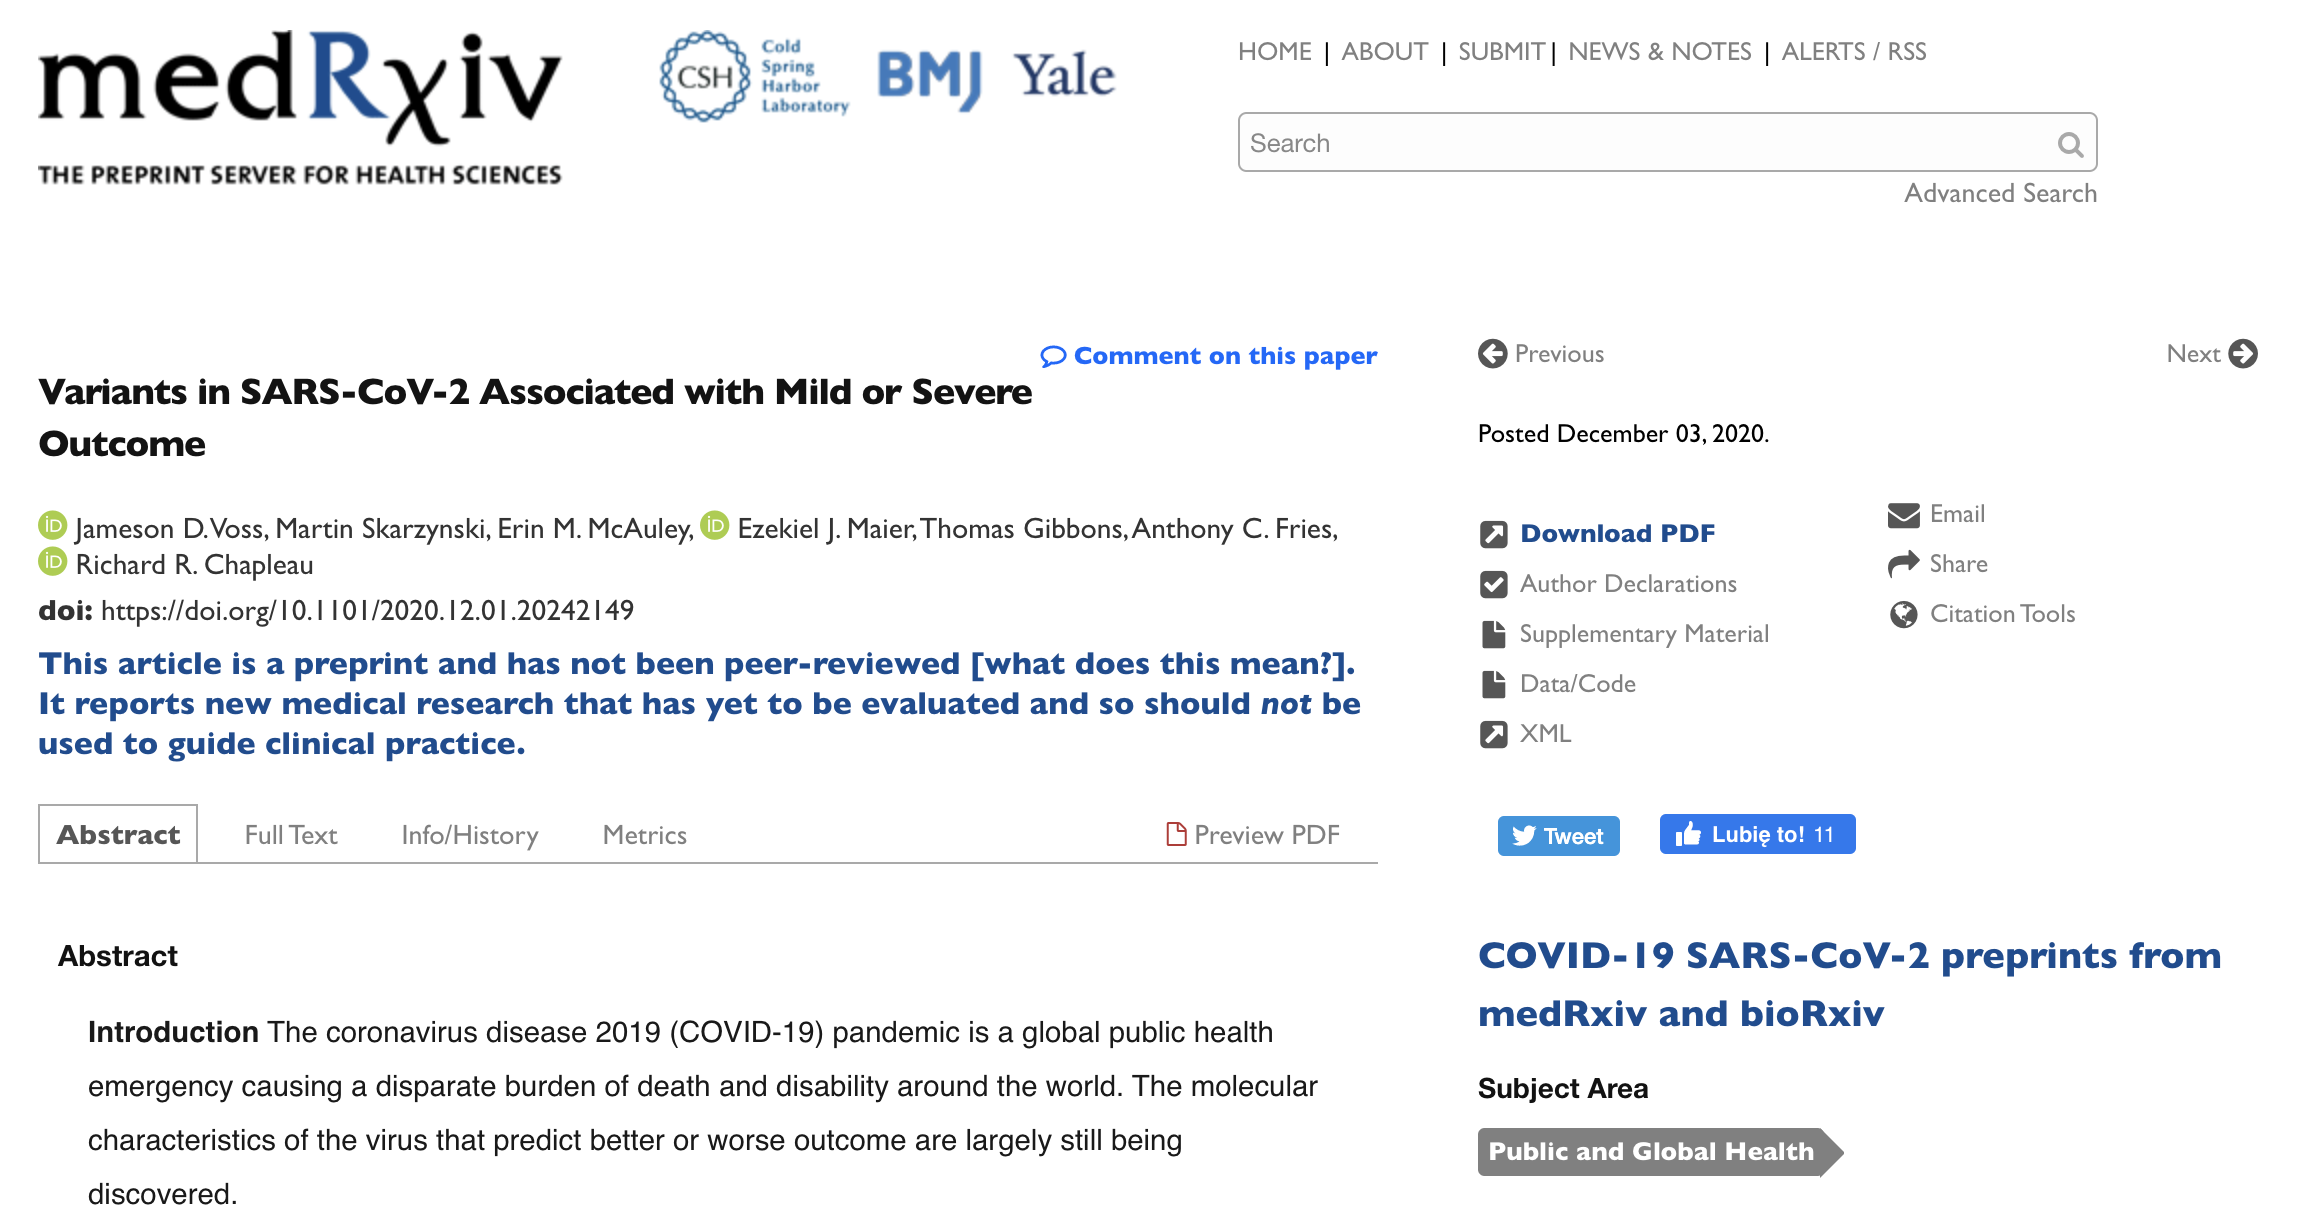 medRxiv
THE PREPRINT SERVER FOR HEALTH SCIENCES
CSH
Cold
Spring
Harbor
Laboratory
BMJ
Yale
HOME | ABOUT | SUBMIT | NEWS & NOTES | ALERTS / RSS
Search
Advanced Search
Comment on this paper
Variants in SARS-CoV-2 Associated with Mild or Severe
Outcome
iD Jameson D. Voss, Martin Skarzynski, Erin M. McAuley, iD Ezekiel J. Maier, Thomas Gibbons, Anthony C. Fries,
iD Richard R. Chapleau
doi: https://doi.org/10.1101/2020.12.01.20242149
This article is a preprint and has not been peer-reviewed [what does this mean?].
It reports new medical research that has yet to be evaluated and so should not be
used to guide clinical practice.
Abstract
Full Text
Info/History
Metrics
Preview PDF
Abstract
Introduction The coronavirus disease 2019 (COVID-19) pandemic is a global public health
emergency causing a disparate burden of death and disability around the world. The molecular
characteristics of the virus that predict better or worse outcome are largely still being
discovered.
Previous
Next
Posted December 03, 2020.
Download PDF
Author Declarations
Supplementary Material
Data/Code
XML
Email
Share
Citation Tools
Tweet
Lubię to! 11
COVID-19 SARS-CoV-2 preprints from
medRxiv and bioRxiv
Subject Area
Public and Global Health